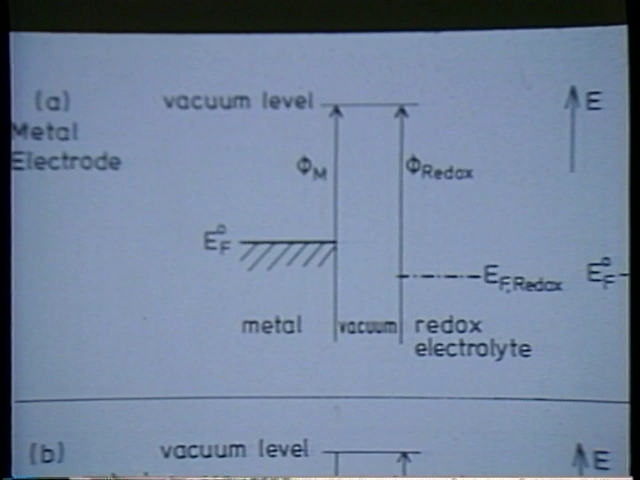 (a)
Metal
Electrode
vacuum level
E
Φ_M
Φ_Redox
E_F°
E_F,Redox
E_F°
metal
vacuum
redox
electrolyte
(b)
vacuum level
E